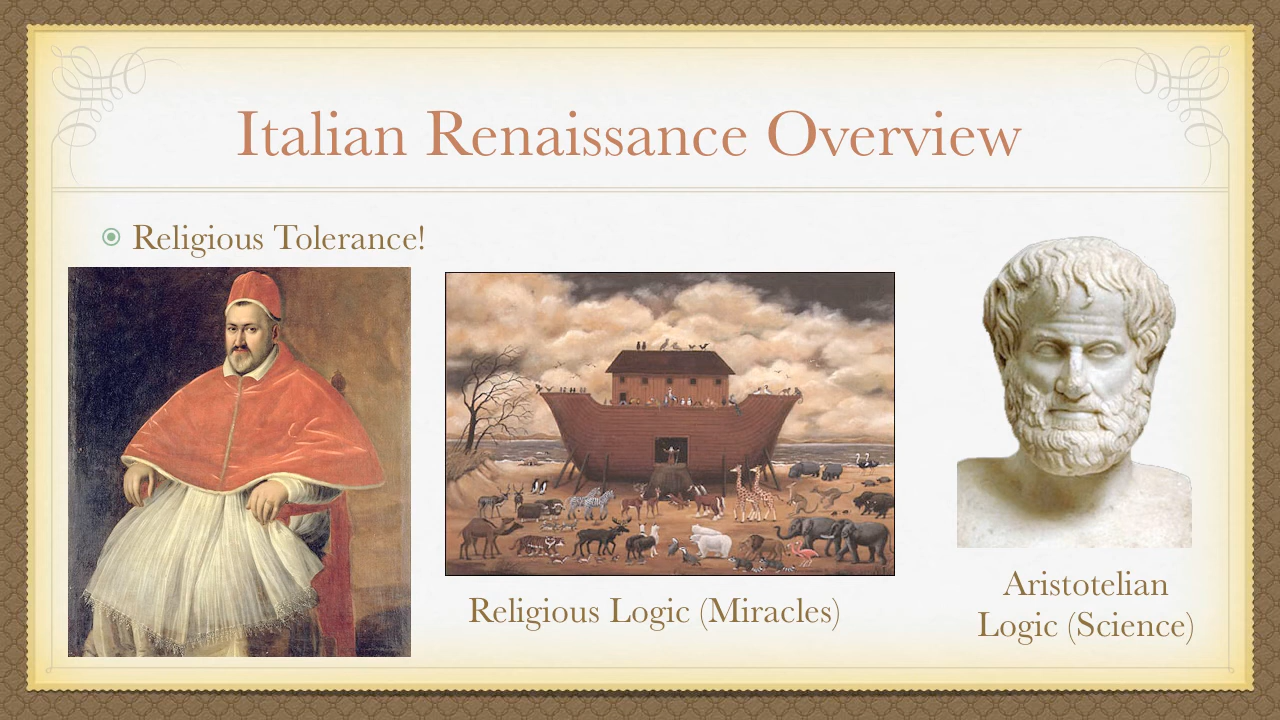 Italian Renaissance Overview
Religious Tolerance!
Religious Logic (Miracles)
Aristotelian
Logic (Science)